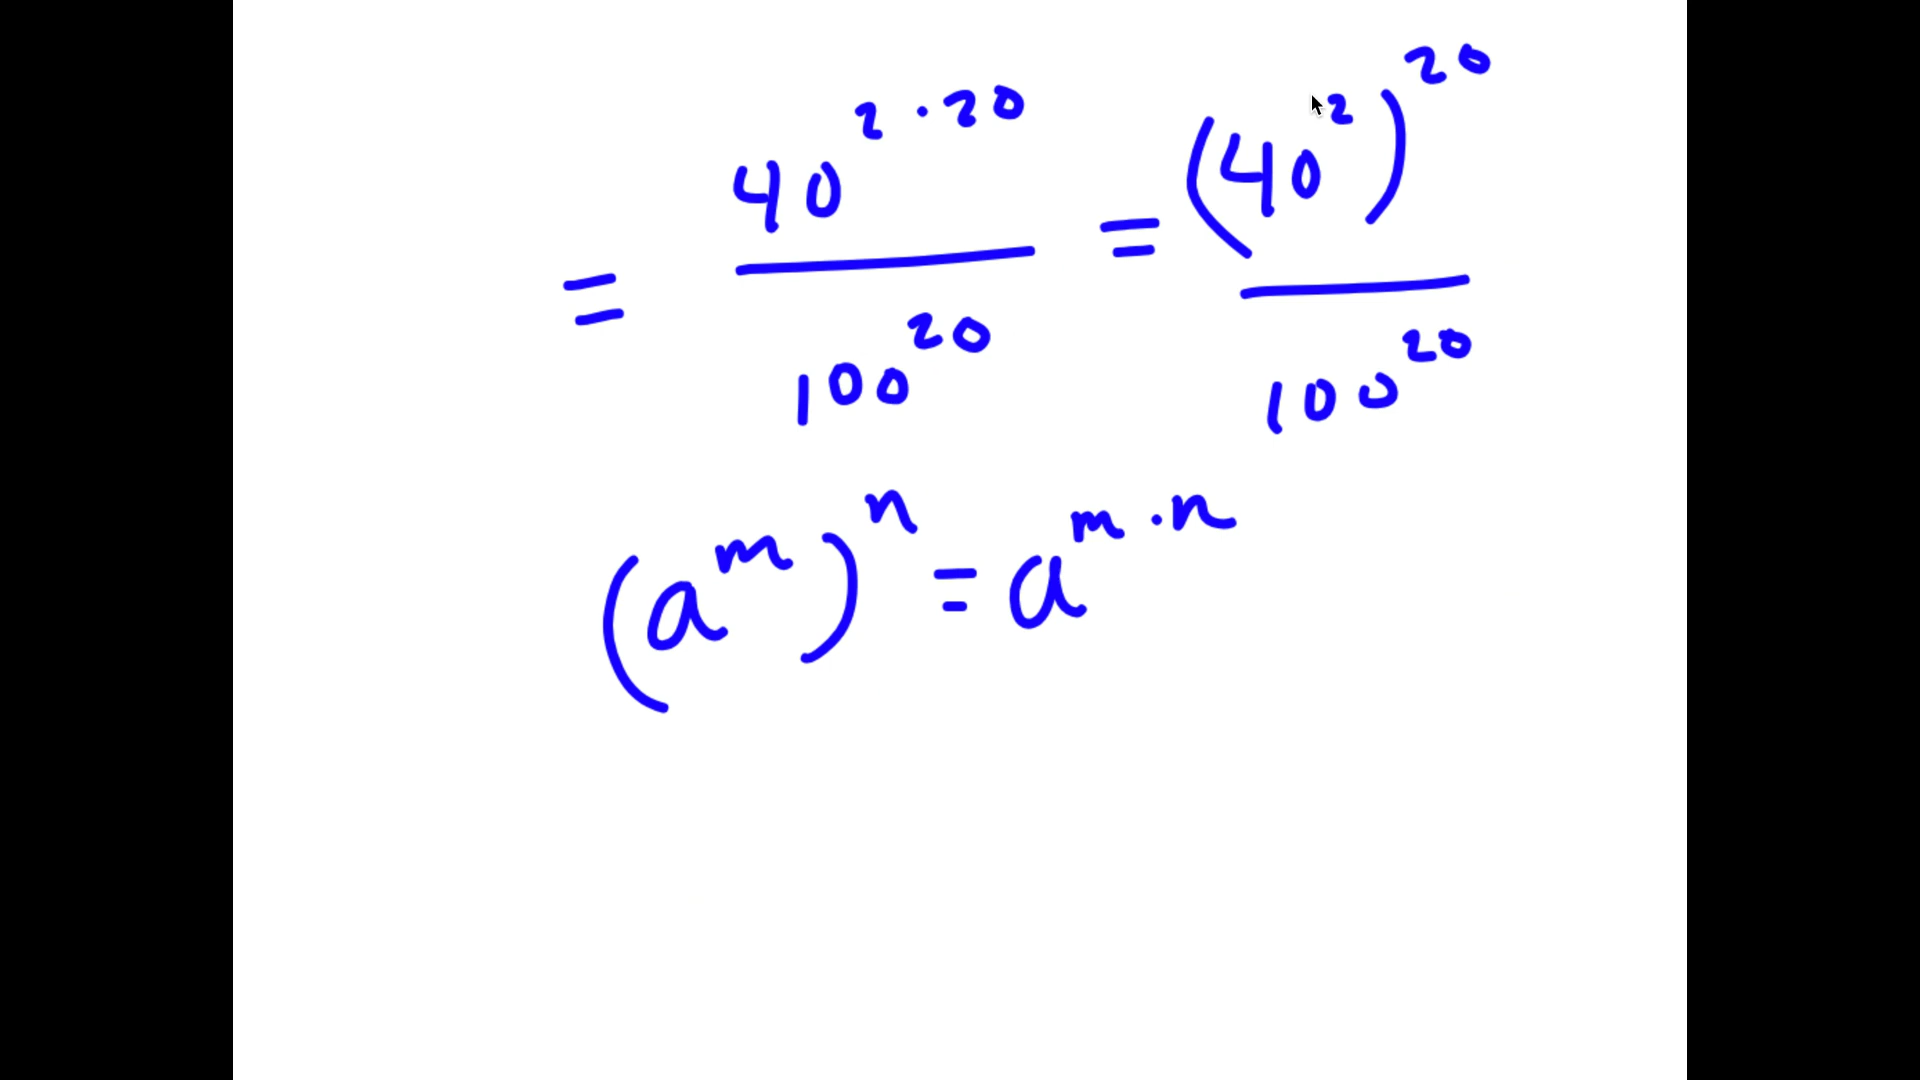 = 40^{2·20} / 100^{20} = (40^2)^{20} / 100^{20}
(a^m)^n = a^{m·n}